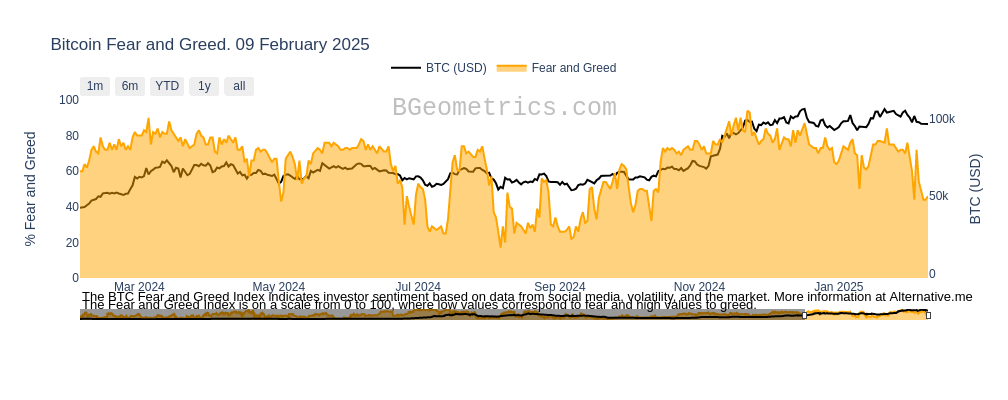 Bitcoin Fear and Greed. 09 February 2025
BTC (USD) Fear and Greed
1m 6m YTD 1y all
BGeometrics.com
100
80
60
40
20
0
% Fear and Greed
100k
50k
0
BTC (USD)
Mar 2024 May 2024 Jul 2024 Sep 2024 Nov 2024 Jan 2025
The BTC Fear and Greed Index indicates investor sentiment based on data from social media, volatility, and the market. More information at Alternative.me
The Fear and Greed Index is on a scale from 0 to 100, where low values correspond to fear and high values to greed.